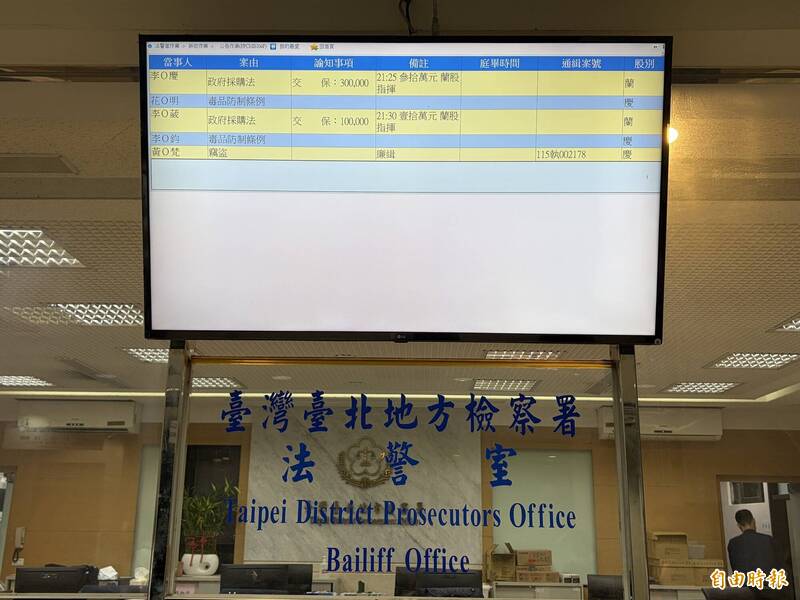 當事人 案由 諭知事項 備註 庭畢時間 通緝案號 股別
李O慶 政府採購法 交 保：300,000 21:25 參拾萬元 蘭股指揮 蘭
花O明 毒品防制條例 慶
李O葳 政府採購法 交 保：100,000 21:30 壹拾萬元 蘭股指揮 蘭
李O鈞 毒品防制條例 慶
黃O梵 竊盜 廉緝 115執002178 慶
臺灣臺北地方檢察署
法警室
Taipei District Prosecutors Office
Bailiff Office
自由時報